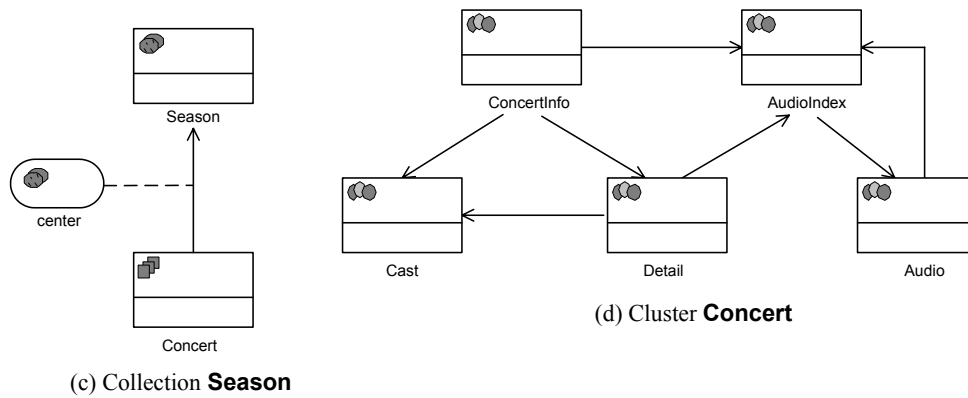 Season
center
Concert
(c) Collection Season
ConcertInfo
AudioIndex
Cast
Detail
Audio
(d) Cluster Concert